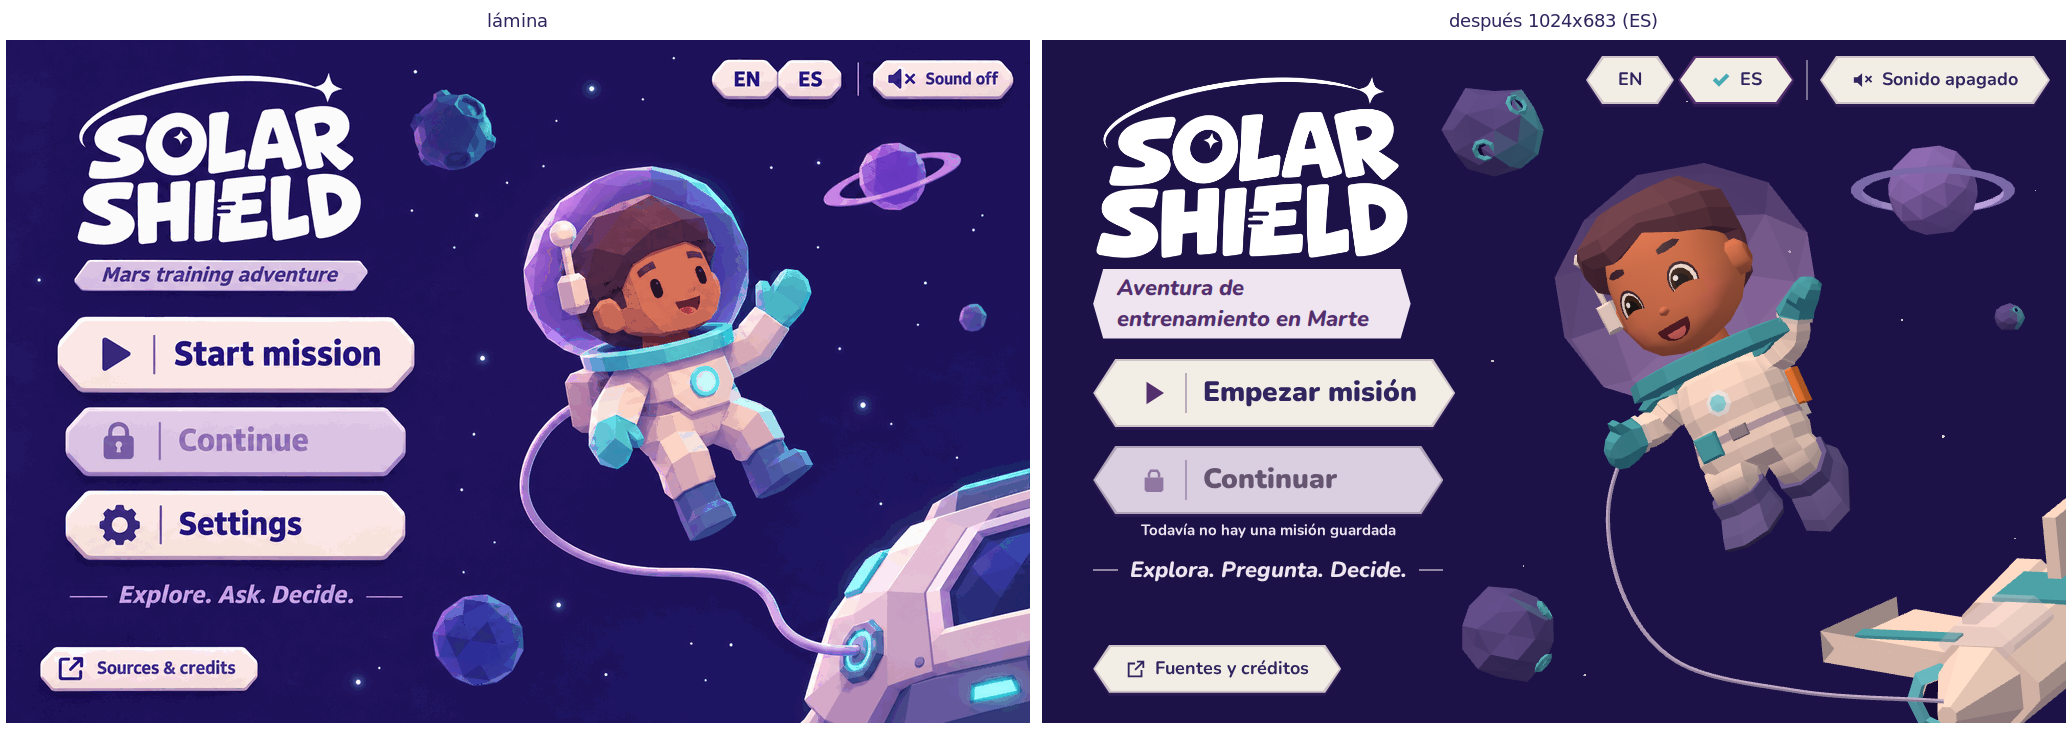 lámina
EN
ES
Sound off
SOLAR
SHIELD
Mars training adventure
Start mission
Continue
Settings
Explore. Ask. Decide.
Sources & credits
después 1024x683 (ES)
EN
ES
Sonido apagado
SOLAR
SHIELD
Aventura de
entrenamiento en Marte
Empezar misión
Continuar
Todavía no hay una misión guardada
Explora. Pregunta. Decide.
Fuentes y créditos